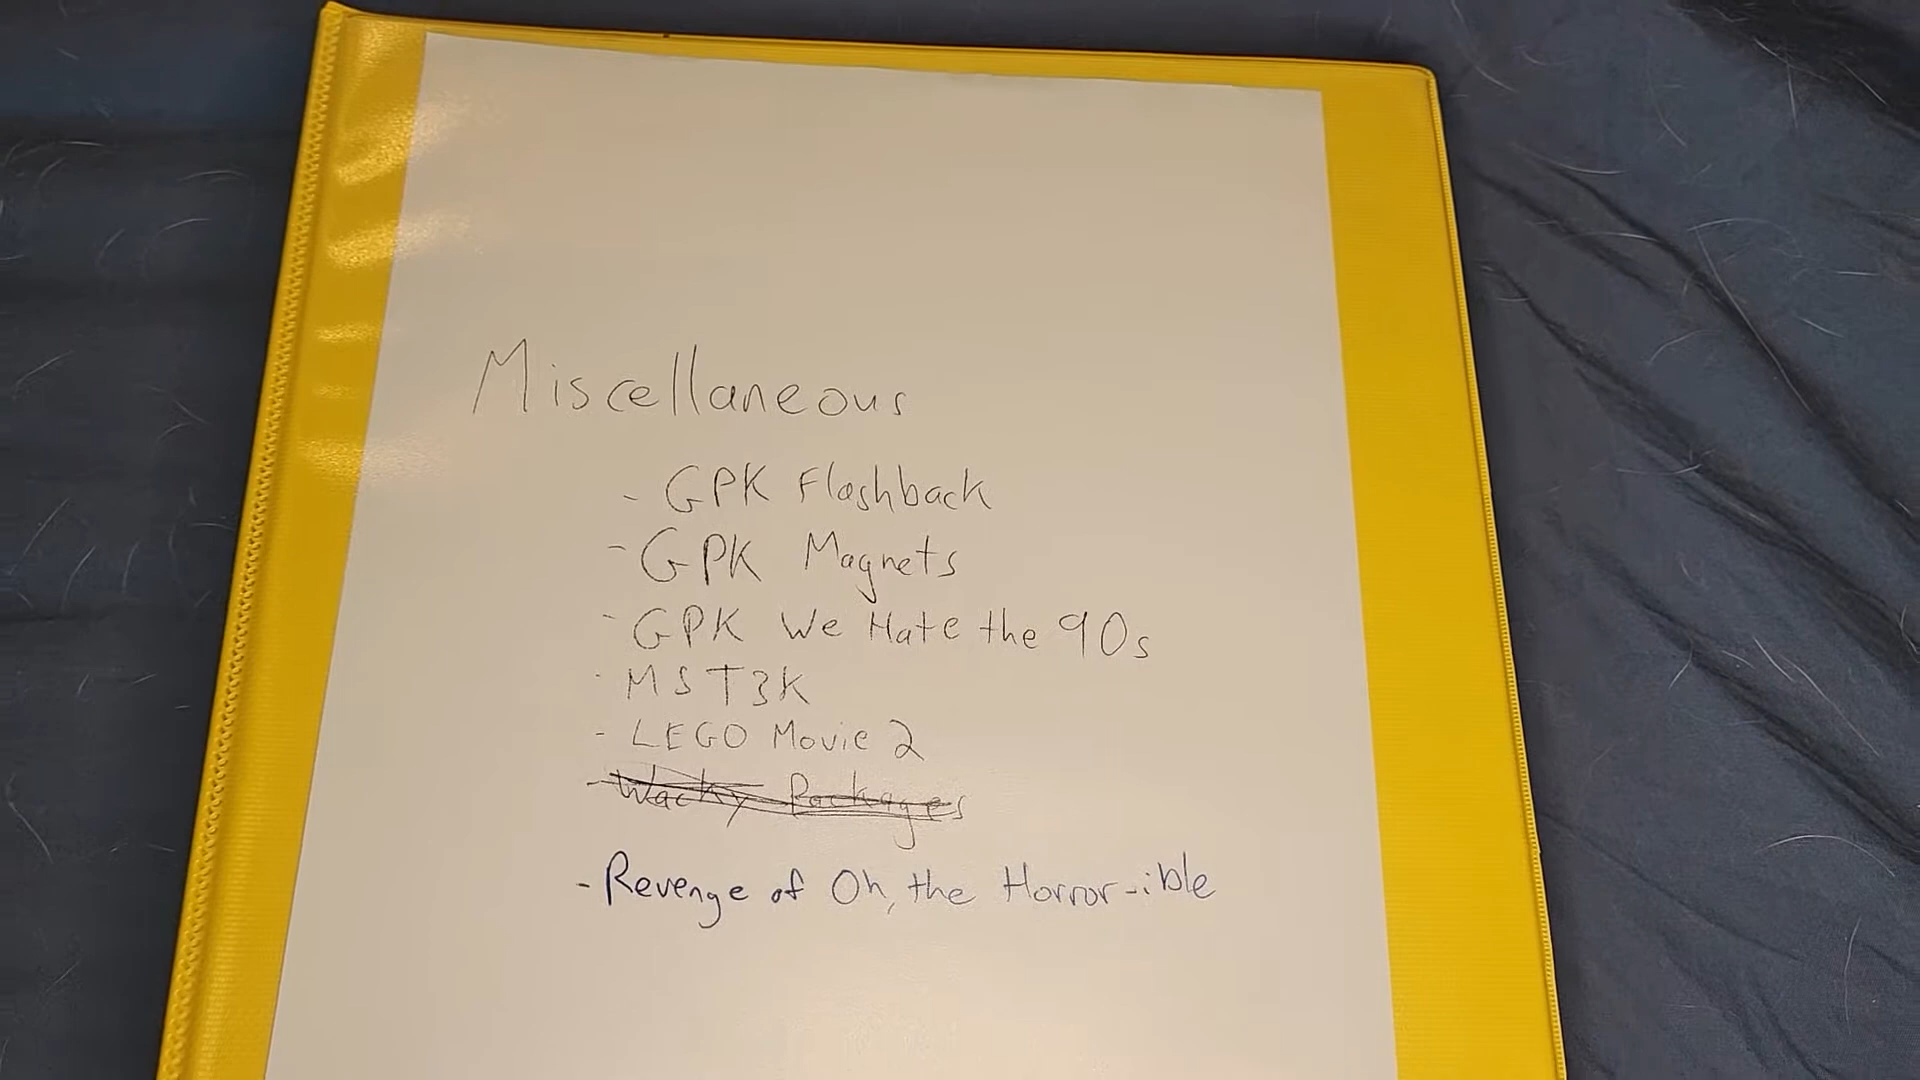 Miscellaneous
- GPK Flashback
- GPK Magnets
- GPK We Hate the 90s
- MST3K
- LEGO Movie 2
- Wacky Packages
- Revenge of Oh, the Horror-ible